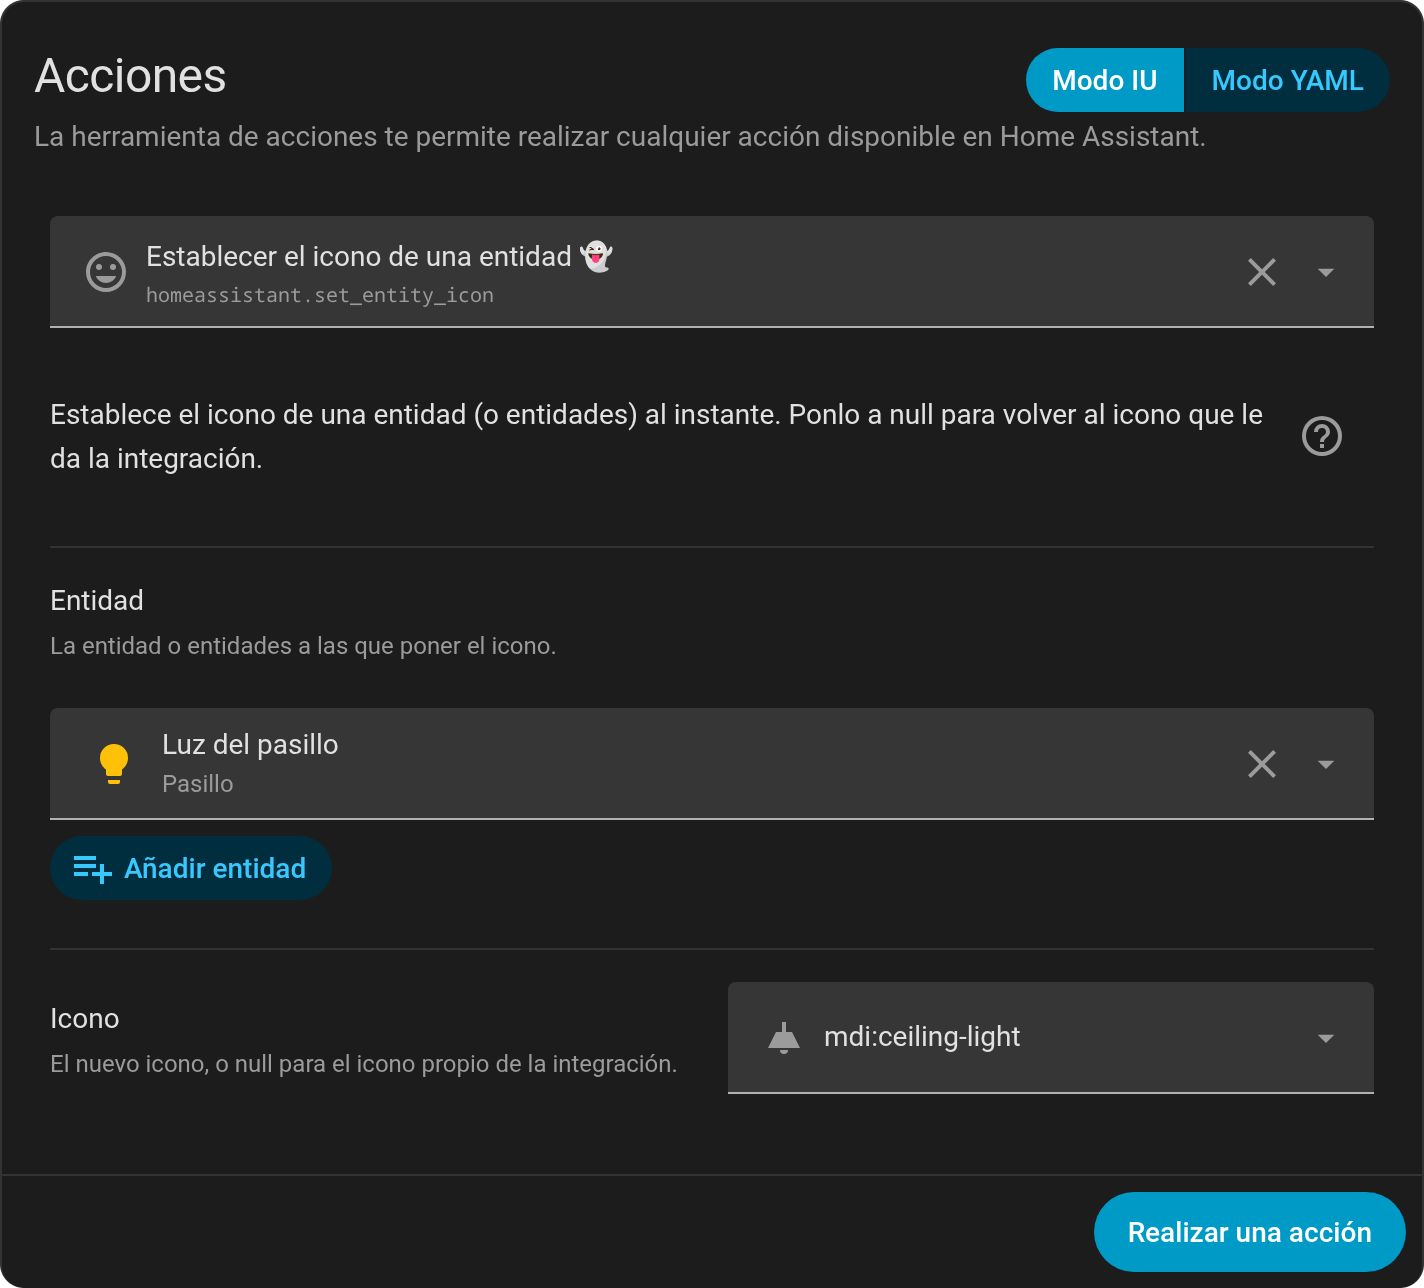 Acciones
Modo IU
Modo YAML
La herramienta de acciones te permite realizar cualquier acción disponible en Home Assistant.
Establecer el icono de una entidad 👻
homeassistant.set_entity_icon
Establece el icono de una entidad (o entidades) al instante. Ponlo a null para volver al icono que le
da la integración.
Entidad
La entidad o entidades a las que poner el icono.
Luz del pasillo
Pasillo
Añadir entidad
Icono
El nuevo icono, o null para el icono propio de la integración.
mdi:ceiling-light
Realizar una acción